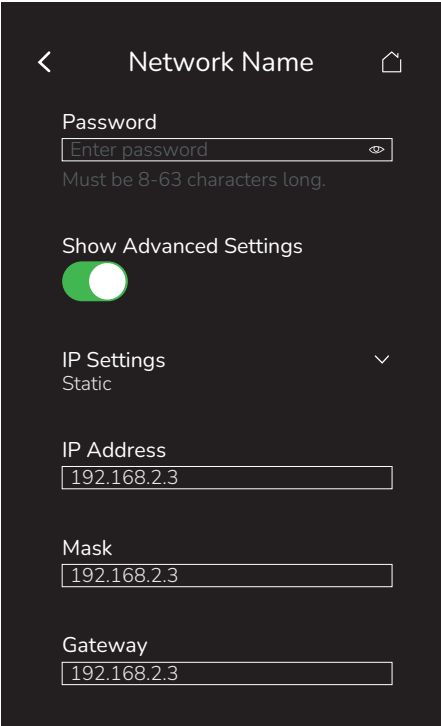 Network Name
Password
Enter password
Must be 8-63 characters long.
Show Advanced Settings
IP Settings
Static
IP Address
192.168.2.3
Mask
192.168.2.3
Gateway
192.168.2.3